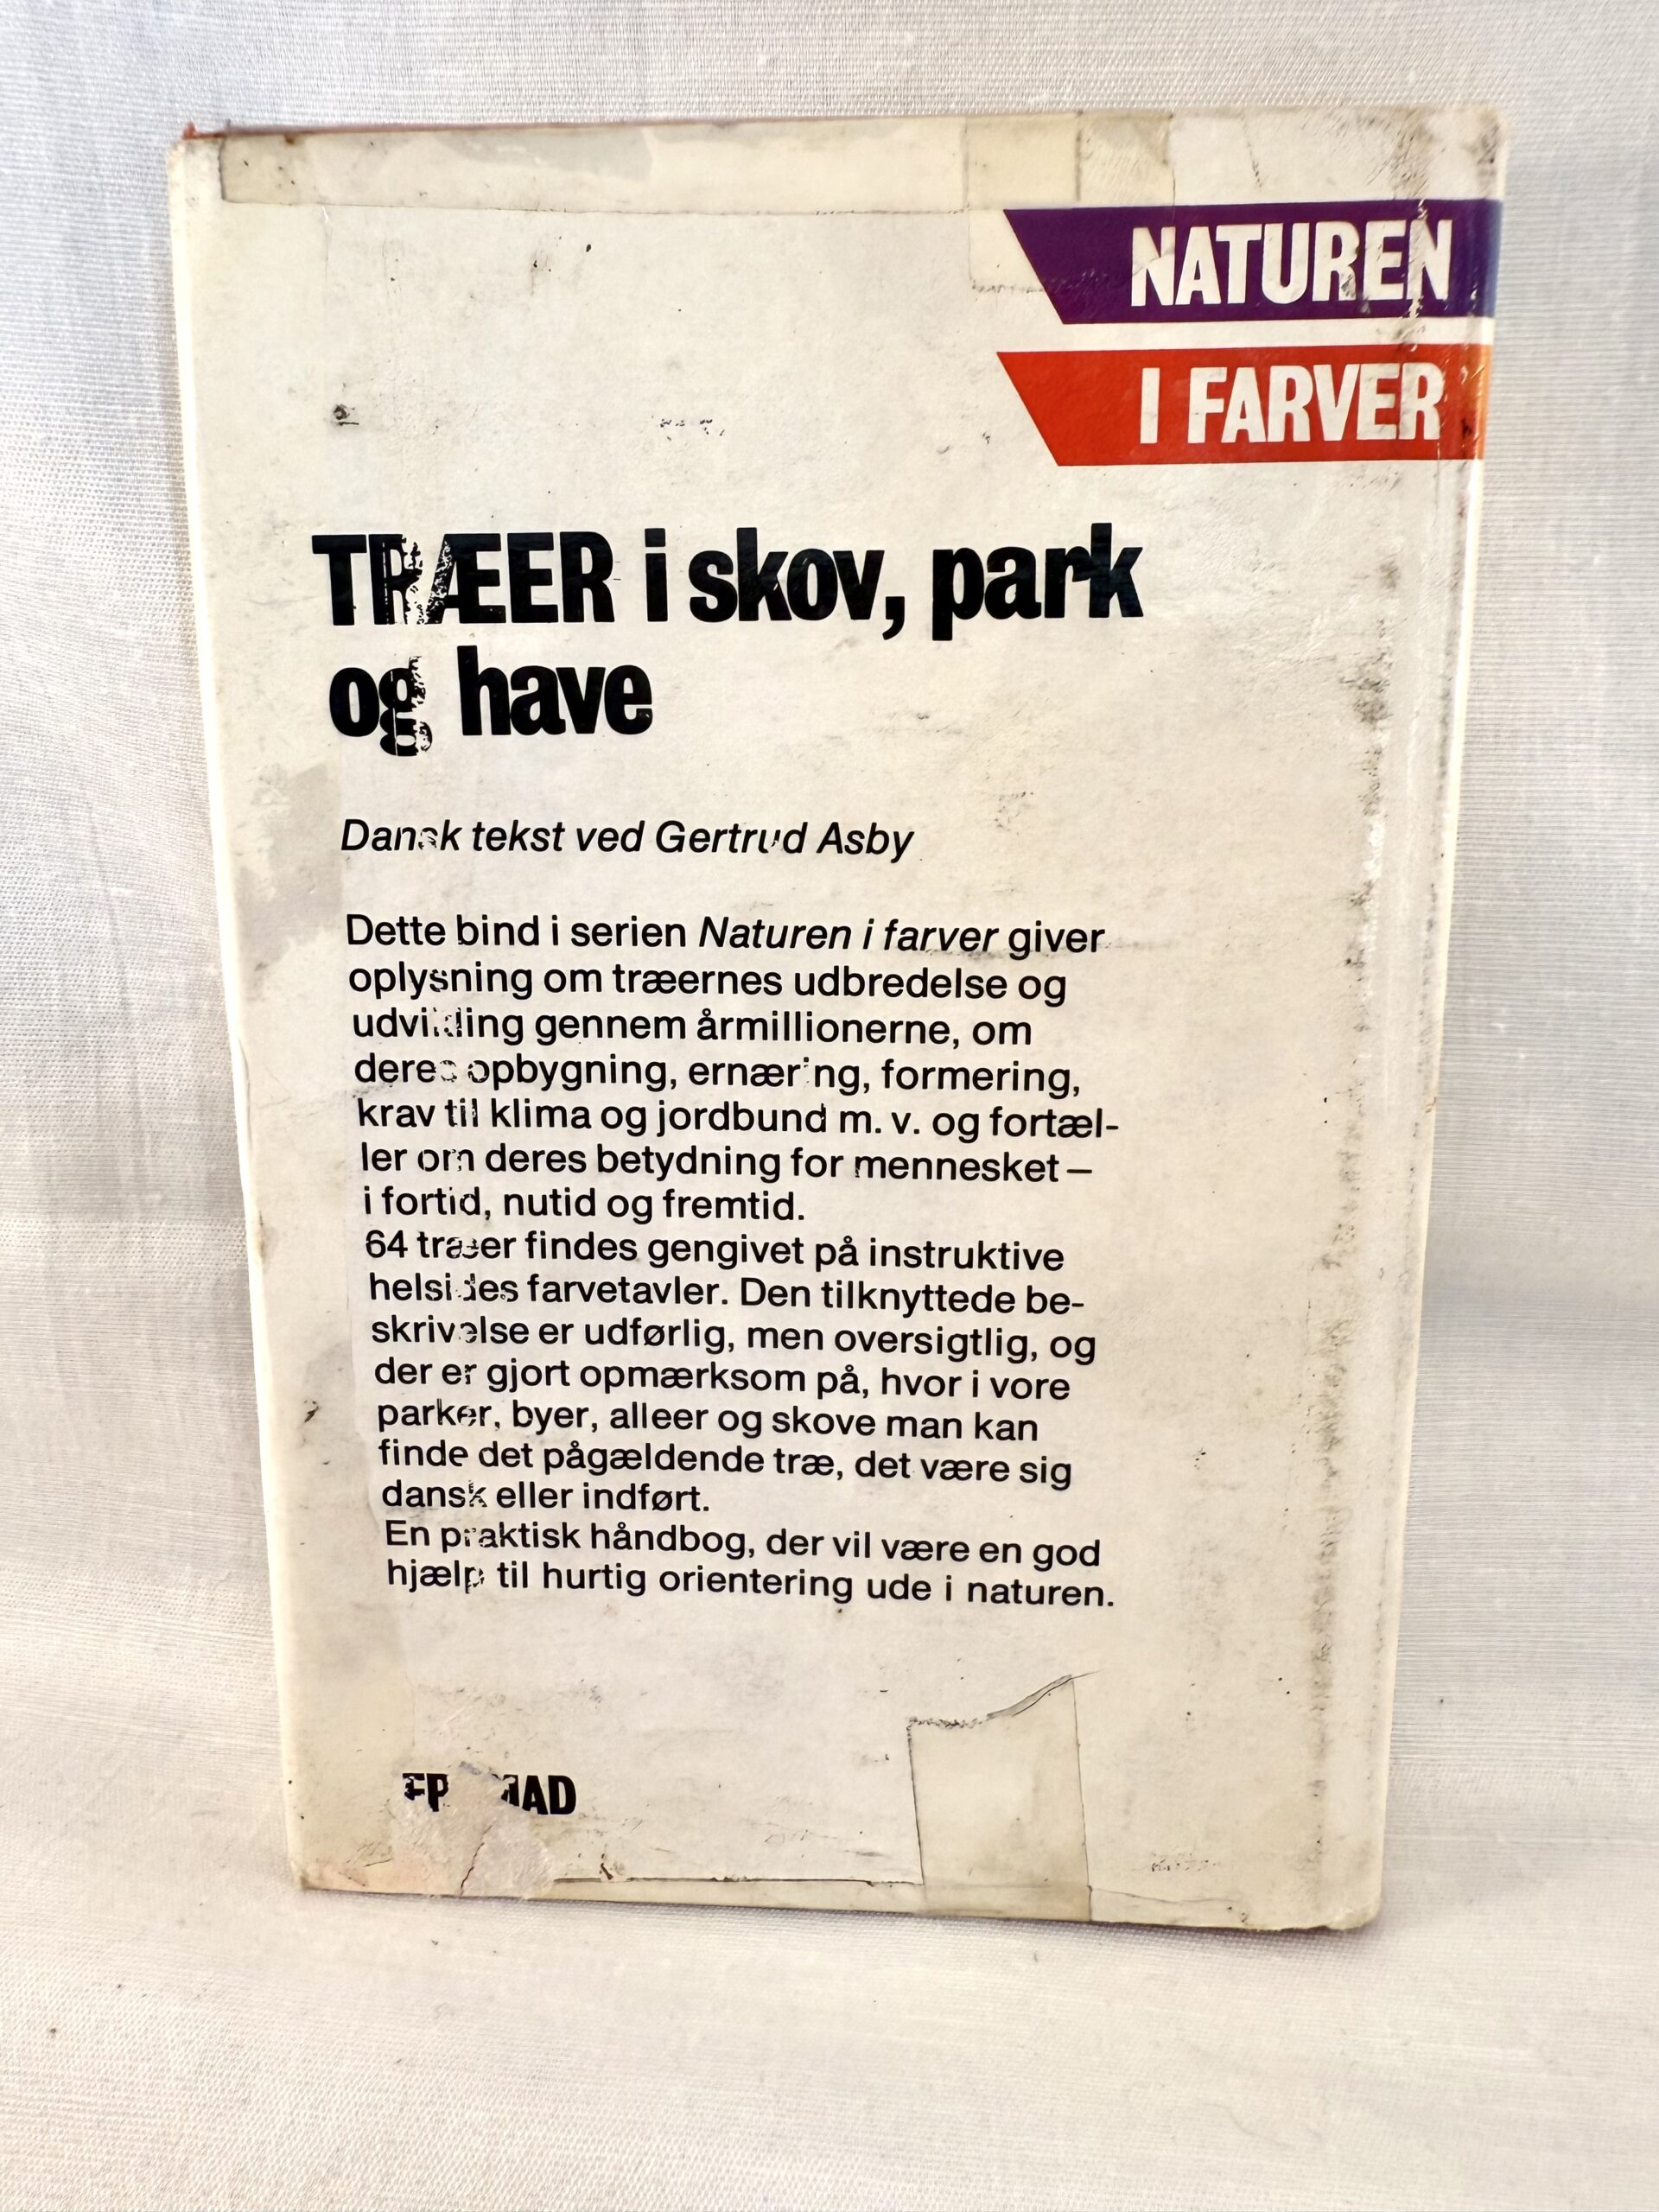 NATUREN
I FARVER
TRÆER i skov, park
og have
Dansk tekst ved Gertrud Asby
Dette bind i serien Naturen i farver giver
oplysning om træernes udbredelse og
udvikling gennem årmillionerne, om
deres opbygning, ernæring, formering,
krav til klima og jordbund m. v. og fortæl-
ler om deres betydning for mennesket –
i fortid, nutid og fremtid.
64 træer findes gengivet på instruktive
helsides farvetavler. Den tilknyttede be-
skrivelse er udførlig, men oversigtlig, og
der er gjort opmærksom på, hvor i vore
parker, byer, alleer og skove man kan
finde det pågældende træ, det være sig
dansk eller indført.
En praktisk håndbog, der vil være en god
hjælp til hurtig orientering ude i naturen.